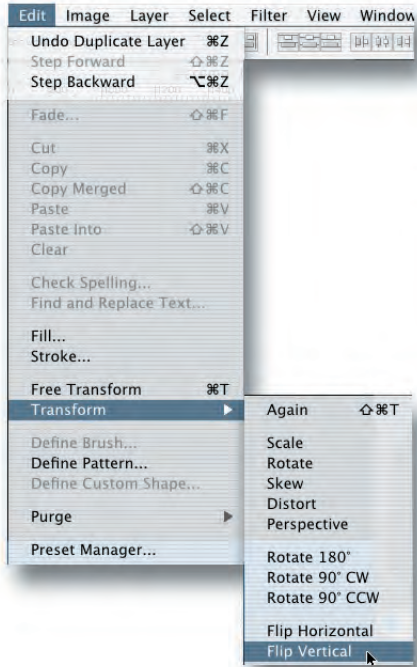 Edit Image Layer Select Filter View Window
Undo Duplicate Layer ⌘Z
Step Forward ⇧⌘Z
Step Backward ⌥⌘Z
Fade... ⇧⌘F
Cut ⌘X
Copy ⌘C
Copy Merged ⇧⌘C
Paste ⌘V
Paste Into ⇧⌘V
Clear
Check Spelling...
Find and Replace Text...
Fill...
Stroke...
Free Transform ⌘T
Transform
Define Brush...
Define Pattern...
Define Custom Shape...
Purge
Preset Manager...
Again ⇧⌘T
Scale
Rotate
Skew
Distort
Perspective
Rotate 180°
Rotate 90° CW
Rotate 90° CCW
Flip Horizontal
Flip Vertical